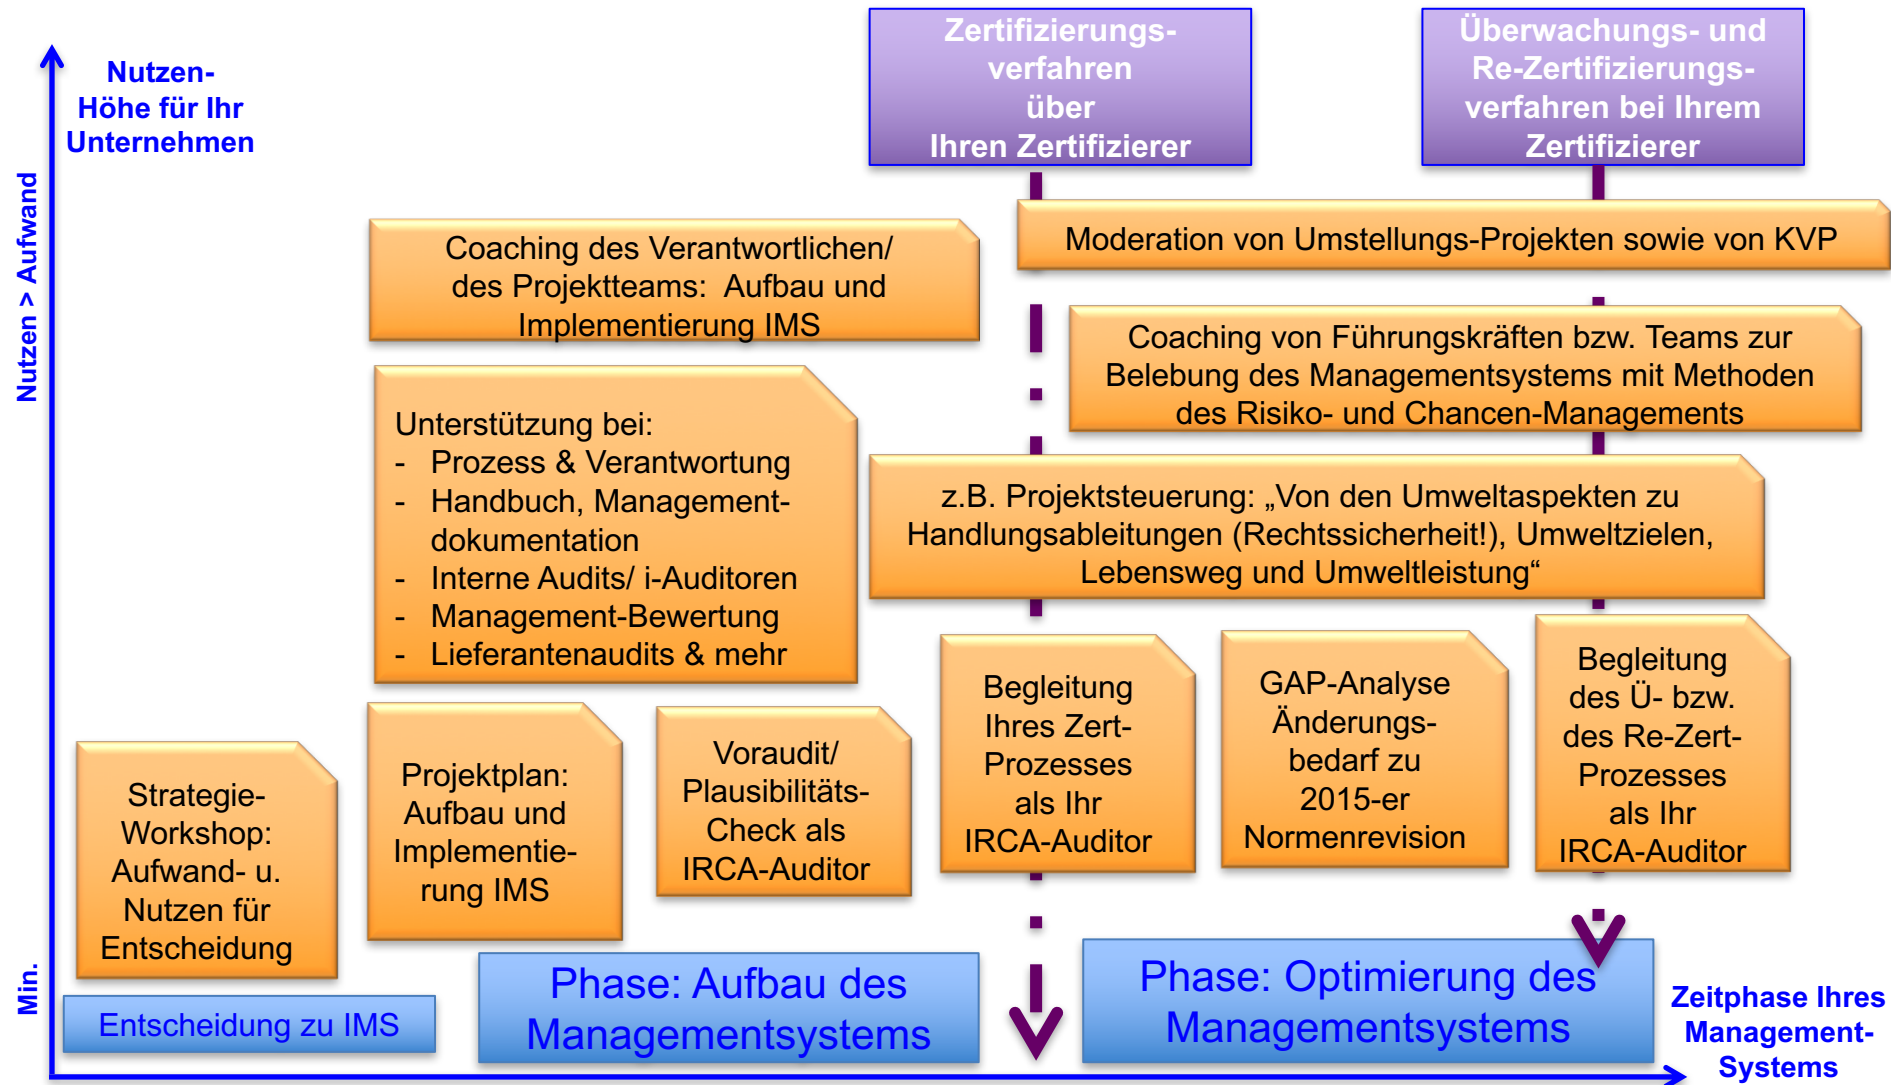 Nutzen-
Höhe für Ihr
Unternehmen
Nutzen > Aufwand
Min.
Zertifizierungs-
verfahren
über
Ihren Zertifizierer
Überwachungs- und
Re-Zertifizierungs-
verfahren bei Ihrem
Zertifizierer
Coaching des Verantwortlichen/
des Projektteams:  Aufbau und
Implementierung IMS
Moderation von Umstellungs-Projekten sowie von KVP
Coaching von Führungskräften bzw. Teams zur
Belebung des Managementsystems mit Methoden
des Risiko- und Chancen-Managements
Unterstützung bei:
- Prozess & Verantwortung
- Handbuch, Management-
dokumentation
- Interne Audits/ i-Auditoren
- Management-Bewertung
- Lieferantenaudits & mehr
z.B. Projektsteuerung: „Von den Umweltaspekten zu
Handlungsableitungen (Rechtssicherheit!), Umweltzielen,
Lebensweg und Umweltleistung“
Strategie-
Workshop:
Aufwand- u.
Nutzen für
Entscheidung
Projektplan:
Aufbau und
Implementie-
rung IMS
Voraudit/
Plausibilitäts-
Check als
IRCA-Auditor
Begleitung
Ihres Zert-
Prozesses
als Ihr
IRCA-Auditor
GAP-Analyse
Änderungs-
bedarf zu
2015-er
Normenrevision
Begleitung
des Ü- bzw.
des Re-Zert-
Prozesses
als Ihr
IRCA-Auditor
Entscheidung zu IMS
Phase: Aufbau des
Managementsystems
Phase: Optimierung des
Managementsystems
Zeitphase Ihres
Management-
Systems